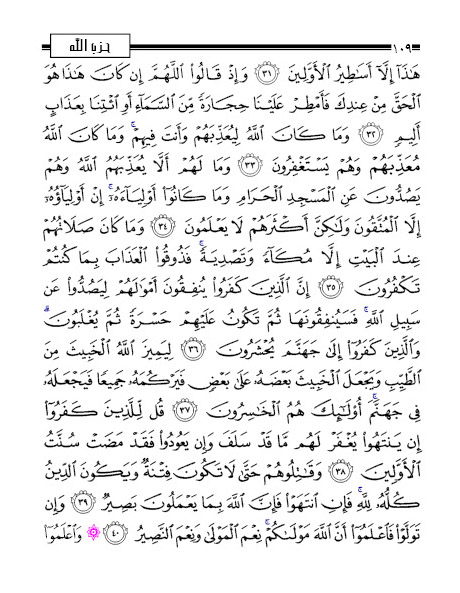 حزب الله ١٠٩
هَٰذَآ إِلَّآ أَسَٰطِيرُ ٱلْأَوَّلِينَ ٣١ وَإِذْ قَالُوا۟ ٱللَّهُمَّ إِن كَانَ هَٰذَا هُوَ
ٱلْحَقَّ مِنْ عِندِكَ فَأَمْطِرْ عَلَيْنَا حِجَارَةً مِّنَ ٱلسَّمَآءِ أَوِ ٱئْتِنَا بِعَذَابٍ
أَلِيمٍ ٣٢ وَمَا كَانَ ٱللَّهُ لِيُعَذِّبَهُمْ وَأَنتَ فِيهِمْ ۚ وَمَا كَانَ ٱللَّهُ
مُعَذِّبَهُمْ وَهُمْ يَسْتَغْفِرُونَ ٣٣ وَمَا لَهُمْ أَلَّا يُعَذِّبَهُمُ ٱللَّهُ وَهُمْ
يَصُدُّونَ عَنِ ٱلْمَسْجِدِ ٱلْحَرَامِ وَمَا كَانُوٓا۟ أَوْلِيَآءَهُۥٓ ۚ إِنْ أَوْلِيَآؤُهُۥٓ
إِلَّا ٱلْمُتَّقُونَ وَلَٰكِنَّ أَكْثَرَهُمْ لَا يَعْلَمُونَ ٣٤ وَمَا كَانَ صَلَاتُهُمْ
عِندَ ٱلْبَيْتِ إِلَّا مُكَآءً وَتَصْدِيَةً ۚ فَذُوقُوا۟ ٱلْعَذَابَ بِمَا كُنتُمْ
تَكْفُرُونَ ٣٥ إِنَّ ٱلَّذِينَ كَفَرُوا۟ يُنفِقُونَ أَمْوَٰلَهُمْ لِيَصُدُّوا۟ عَن
سَبِيلِ ٱللَّهِ ۚ فَسَيُنفِقُونَهَا ثُمَّ تَكُونُ عَلَيْهِمْ حَسْرَةً ثُمَّ يُغْلَبُونَ ۗ
وَٱلَّذِينَ كَفَرُوٓا۟ إِلَىٰ جَهَنَّمَ يُحْشَرُونَ ٣٦ لِيَمِيزَ ٱللَّهُ ٱلْخَبِيثَ مِنَ
ٱلطَّيِّبِ وَيَجْعَلَ ٱلْخَبِيثَ بَعْضَهُۥ عَلَىٰ بَعْضٍ فَيَرْكُمَهُۥ جَمِيعًا فَيَجْعَلَهُۥ
فِى جَهَنَّمَ ۚ أُو۟لَٰٓئِكَ هُمُ ٱلْخَٰسِرُونَ ٣٧ قُل لِّلَّذِينَ كَفَرُوٓا۟
إِن يَنتَهُوا۟ يُغْفَرْ لَهُم مَّا قَدْ سَلَفَ وَإِن يَعُودُوا۟ فَقَدْ مَضَتْ سُنَّتُ
ٱلْأَوَّلِينَ ٣٨ وَقَٰتِلُوهُمْ حَتَّىٰ لَا تَكُونَ فِتْنَةٌ وَيَكُونَ ٱلدِّينُ
كُلُّهُۥ لِلَّهِ ۚ فَإِنِ ٱنتَهَوْا۟ فَإِنَّ ٱللَّهَ بِمَا يَعْمَلُونَ بَصِيرٌ ٣٩ وَإِن
تَوَلَّوْا۟ فَٱعْلَمُوٓا۟ أَنَّ ٱللَّهَ مَوْلَىٰكُمْ ۚ نِعْمَ ٱلْمَوْلَىٰ وَنِعْمَ ٱلنَّصِيرُ ٤٠ ۞ وَٱعْلَمُوٓا۟